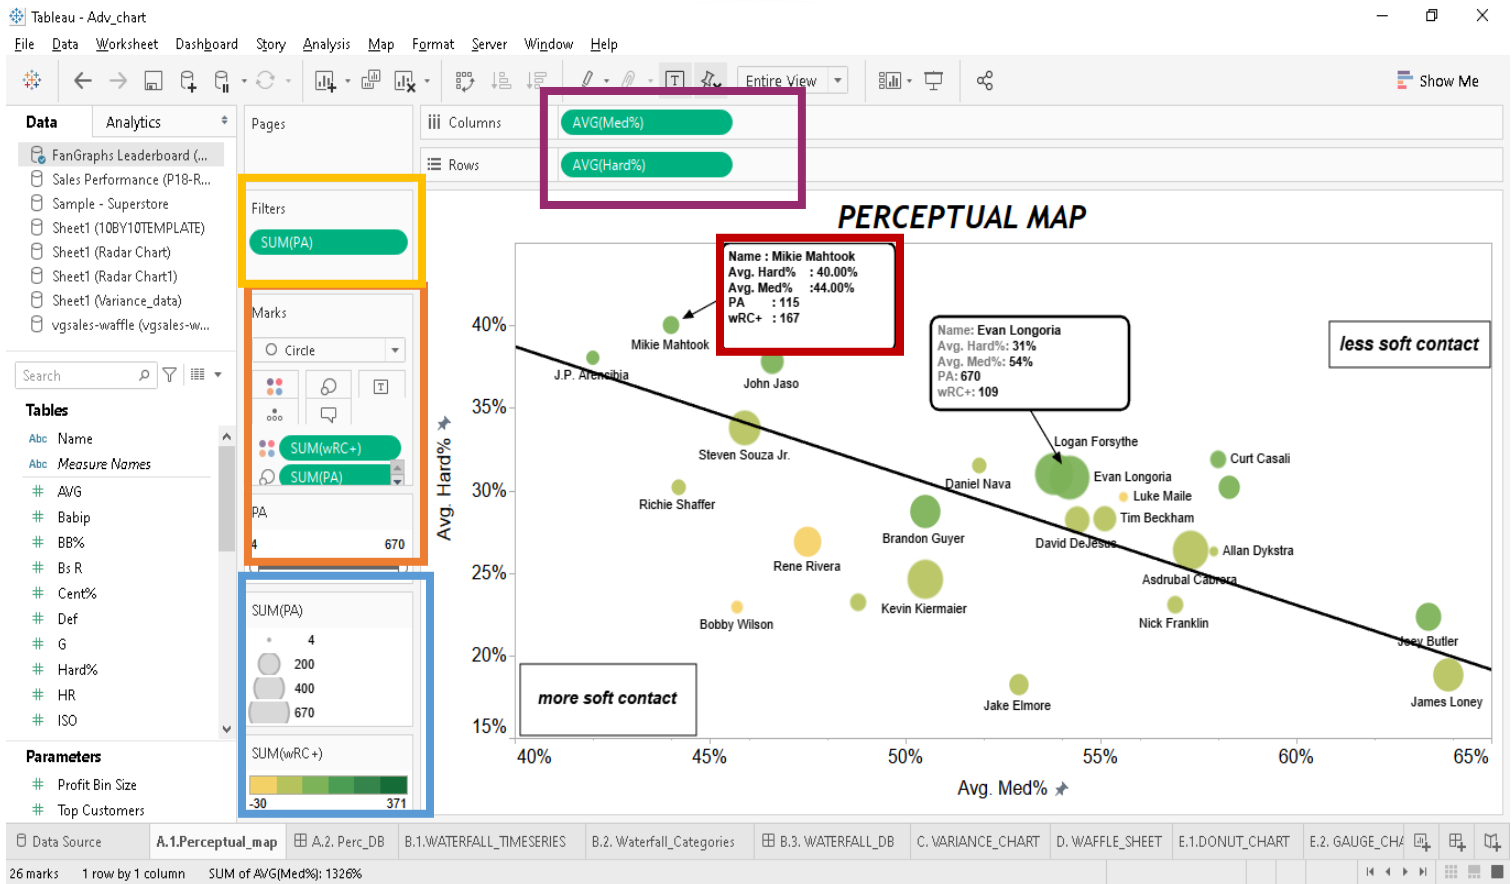 Tableau - Adv_chart
File Data Worksheet Dashboard Story Analysis Map Format Server Window Help
T Entire View Show Me
Data Analytics
FanGraphs Leaderboard (...
Sales Performance (P18-R...
Sample - Superstore
Sheet1 (10BY10TEMPLATE)
Sheet1 (Radar Chart)
Sheet1 (Radar Chart1)
Sheet1 (Variance_data)
vgsales-waffle (vgsales-w...
Search
Tables
Abc Name
Abc Measure Names
# AVG
# Babip
# BB%
# Bs R
# Cent%
# Def
# G
# Hard%
# HR
# ISO
Parameters
# Profit Bin Size
# Top Customers
Pages
Filters
SUM(PA)
Marks
Circle
T
SUM(wRC+)
SUM(PA)
PA
4 670
SUM(PA)
4
200
400
670
SUM(wRC+)
-30 371
Columns AVG(Med%)
Rows AVG(Hard%)
PERCEPTUAL MAP
Name : Mikie Mahtook
Avg. Hard% : 40.00%
Avg. Med% :44.00%
PA : 115
wRC+ : 167
Name: Evan Longoria
Avg. Hard%: 31%
Avg. Med%: 54%
PA: 670
wRC+: 109
less soft contact
Mikie Mahtook
J.P. Arencibia
John Jaso
Steven Souza Jr.
Logan Forsythe
Curt Casali
Evan Longoria
Daniel Nava
Luke Maile
Richie Shaffer
Tim Beckham
Brandon Guyer
David DeJesus
Allan Dykstra
Rene Rivera
Asdrubal Cabrera
Kevin Kiermaier
Bobby Wilson
Nick Franklin
Joey Butler
more soft contact
Jake Elmore
James Loney
40%
35%
30%
25%
20%
15%
Avg. Hard%
40% 45% 50% 55% 60% 65%
Avg. Med%
Data Source A.1.Perceptual_map A.2. Perc_DB B.1.WATERFALL_TIMESERIES B.2. Waterfall_Categories B.3. WATERFALL_DB C. VARIANCE_CHART D. WAFFLE_SHEET E.1.DONUT_CHART E.2. GAUGE_CHA
26 marks 1 row by 1 column SUM of AVG(Med%): 1326%